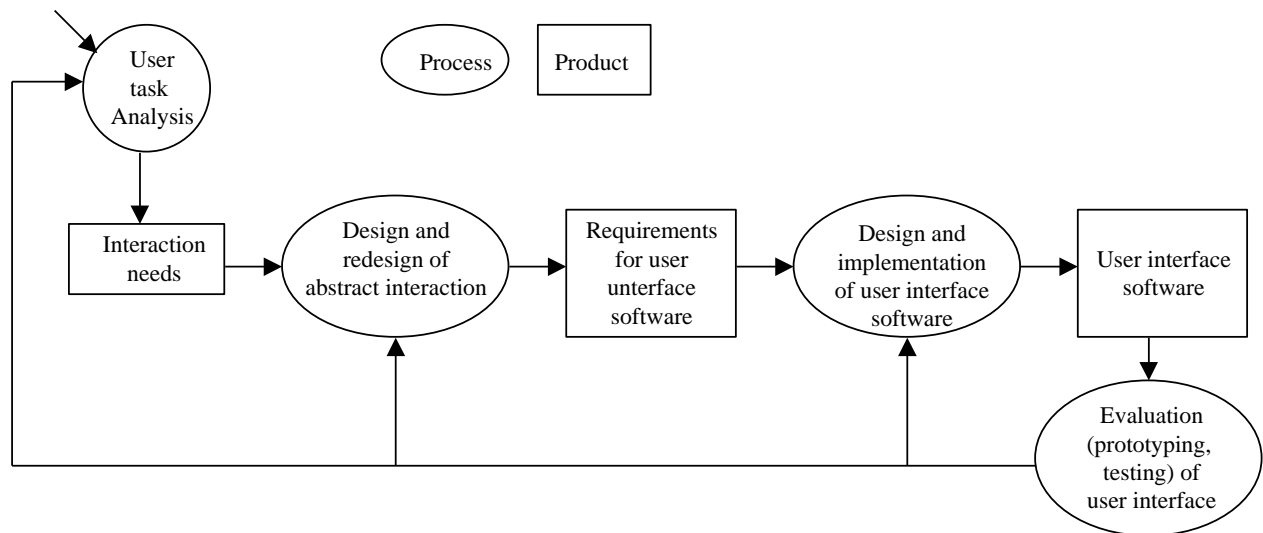 User
task
Analysis
Process
Product
Interaction
needs
Design and
redesign of
abstract interaction
Requirements
for user
unterface
software
Design and
implementation
of user interface
software
User interface
software
Evaluation
(prototyping,
testing) of
user interface